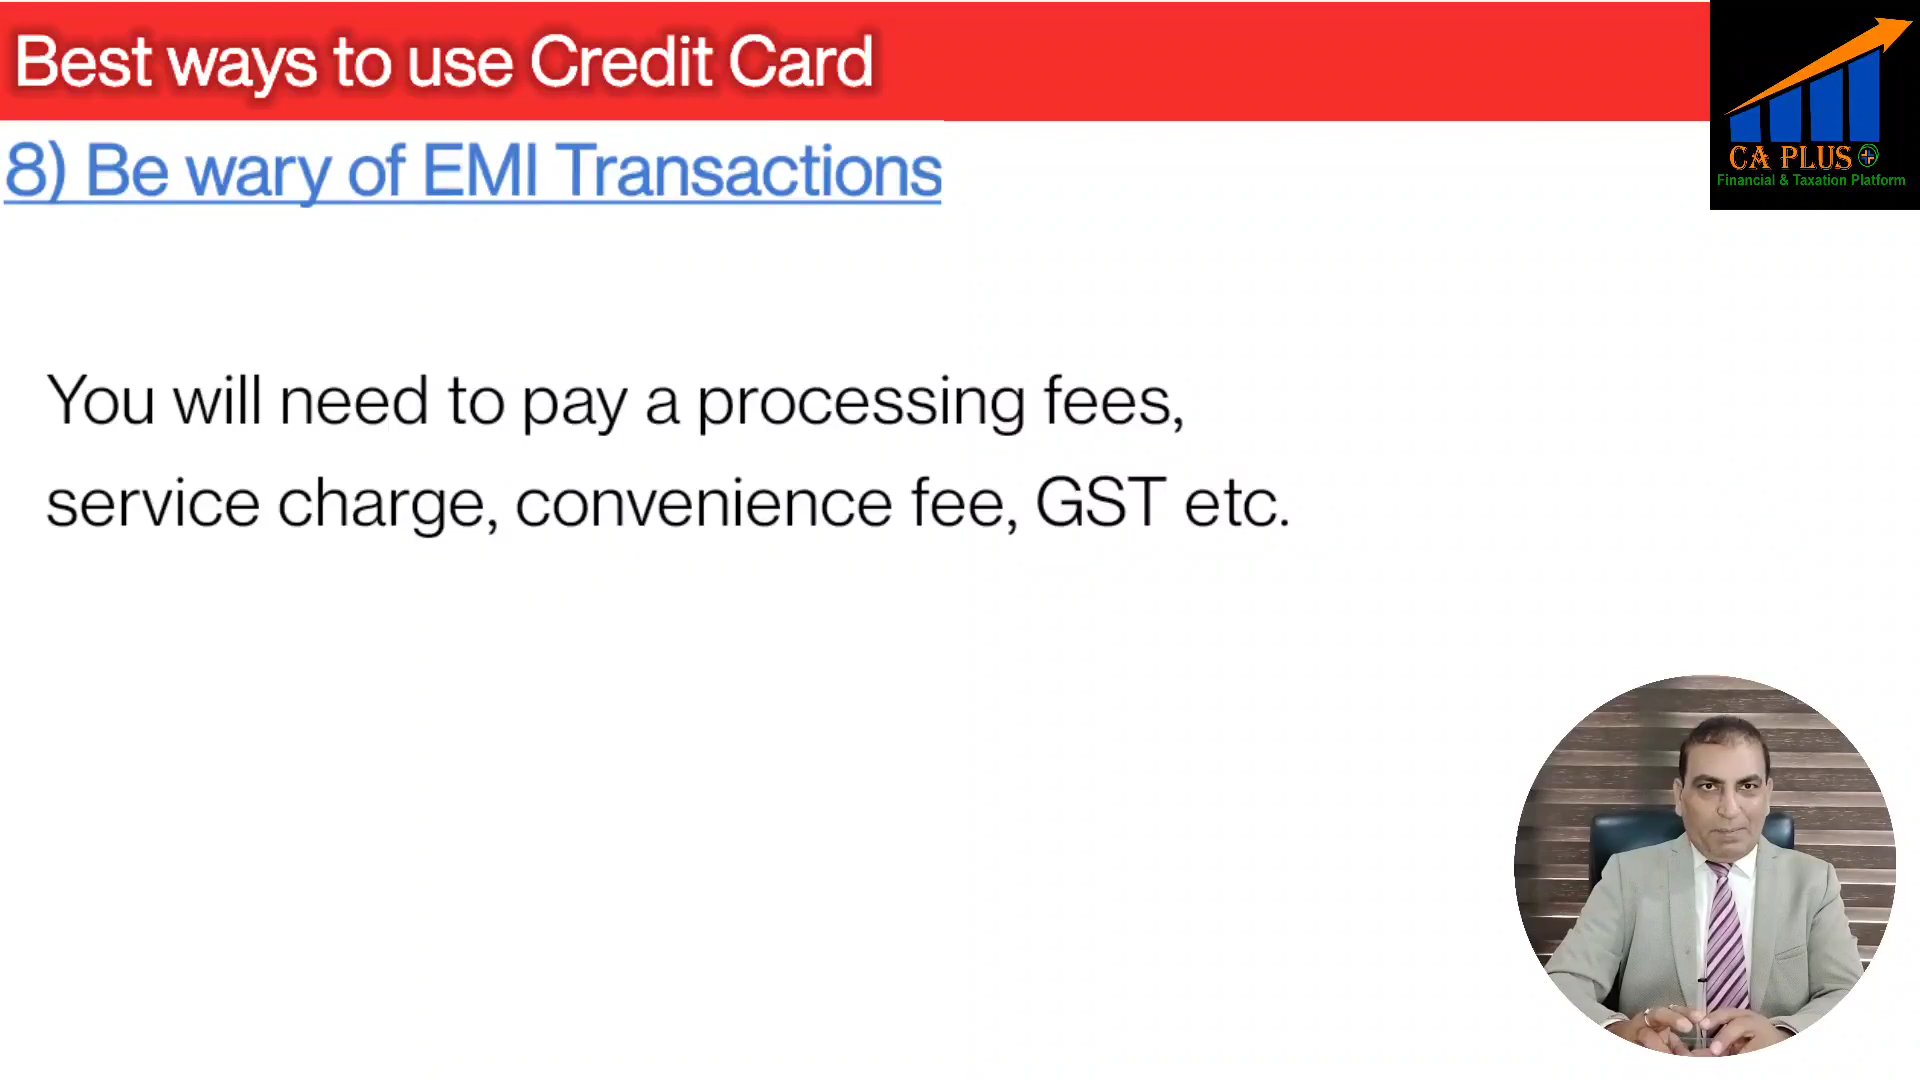 Best ways to use Credit Card
8) Be wary of EMI Transactions
CA PLUS
Financial & Taxation Platform
You will need to pay a processing fees,
service charge, convenience fee, GST etc.